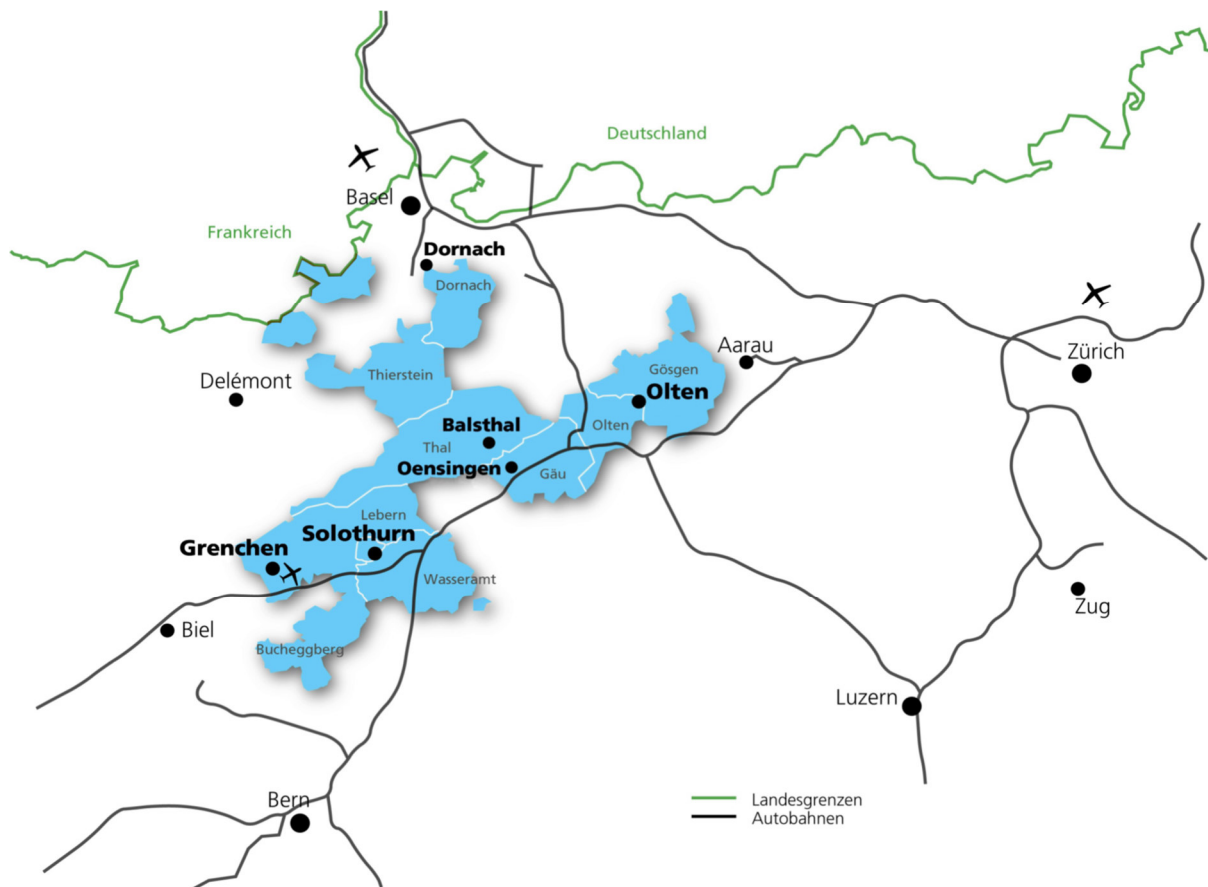 Deutschland
Basel
Frankreich
Dornach
Dornach
Aarau
Zürich
Delémont
Thierstein
Gösgen
Olten
Olten
Balsthal
Thal
Oensingen
Gäu
Lebern
Solothurn
Grenchen
Wasseramt
Biel
Zug
Bucheggberg
Luzern
Bern
Landesgrenzen
Autobahnen